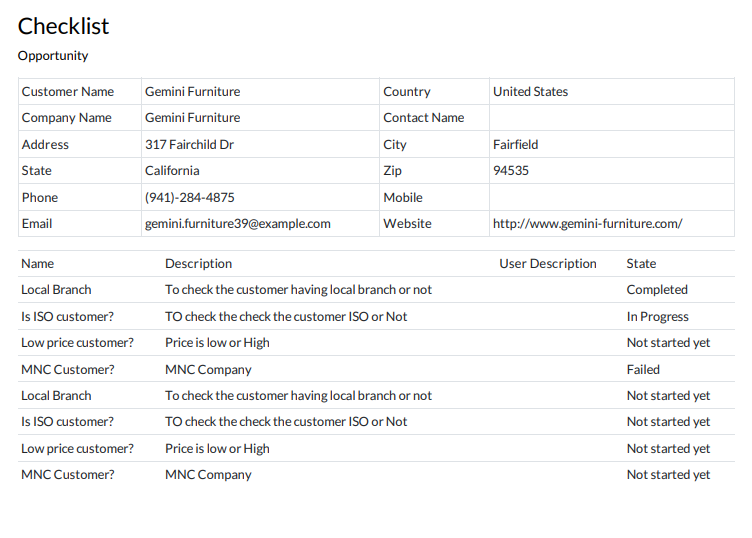 Checklist
Opportunity
Customer Name Gemini Furniture Country United States
Company Name Gemini Furniture Contact Name
Address 317 Fairchild Dr City Fairfield
State California Zip 94535
Phone (941)-284-4875 Mobile
Email gemini.furniture39@example.com Website http://www.gemini-furniture.com/
Name Description User Description State
Local Branch To check the customer having local branch or not Completed
Is ISO customer? TO check the check the customer ISO or Not In Progress
Low price customer? Price is low or High Not started yet
MNC Customer? MNC Company Failed
Local Branch To check the customer having local branch or not Not started yet
Is ISO customer? TO check the check the customer ISO or Not Not started yet
Low price customer? Price is low or High Not started yet
MNC Customer? MNC Company Not started yet